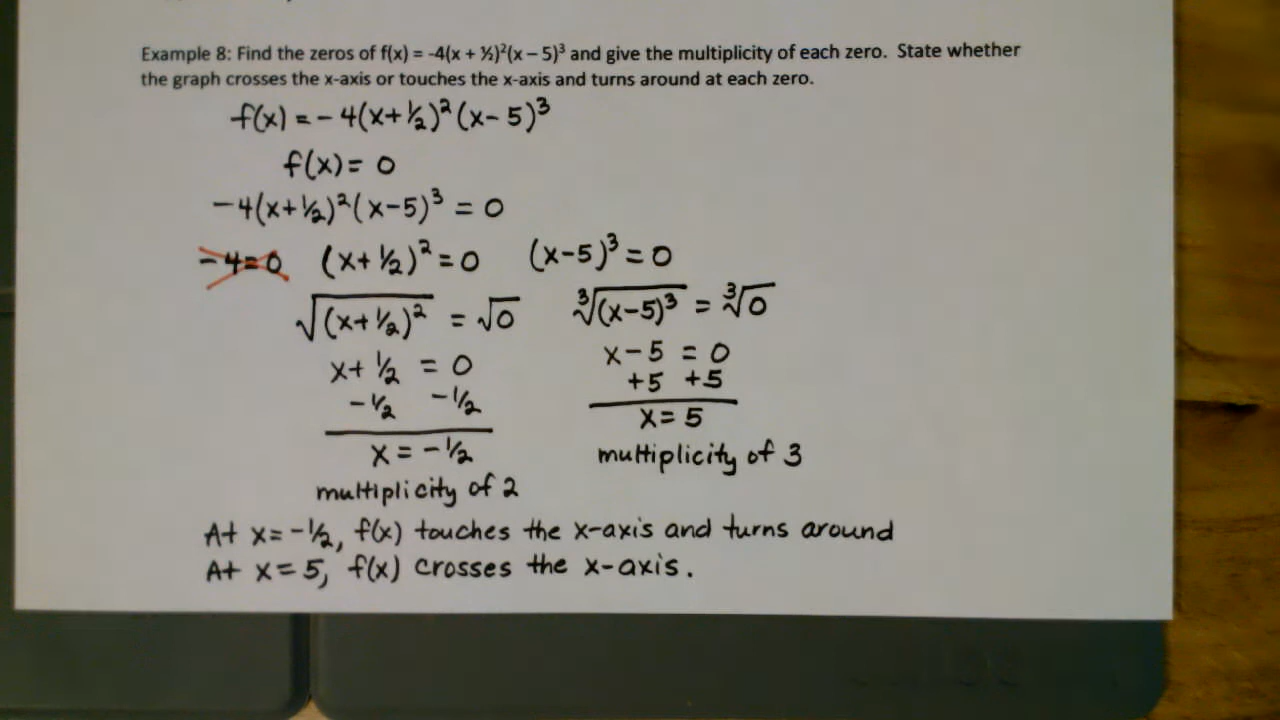 Example 8: Find the zeros of f(x) = -4(x + ½)²(x – 5)³ and give the multiplicity of each zero. State whether
the graph crosses the x-axis or touches the x-axis and turns around at each zero.
f(x) = - 4(x+½)²(x- 5)³
f(x) = 0
-4(x+½)²(x-5)³ = 0
-4=0 (x+½)²=0 (x-5)³=0
√(x+½)² = √0 ∛(x-5)³ = ∛0
x+ ½ = 0 x-5 = 0
-½ -½ +5 +5
x = -½ x= 5
multiplicity of 2 multiplicity of 3
At x=-½, f(x) touches the x-axis and turns around
At x=5, f(x) crosses the x-axis.